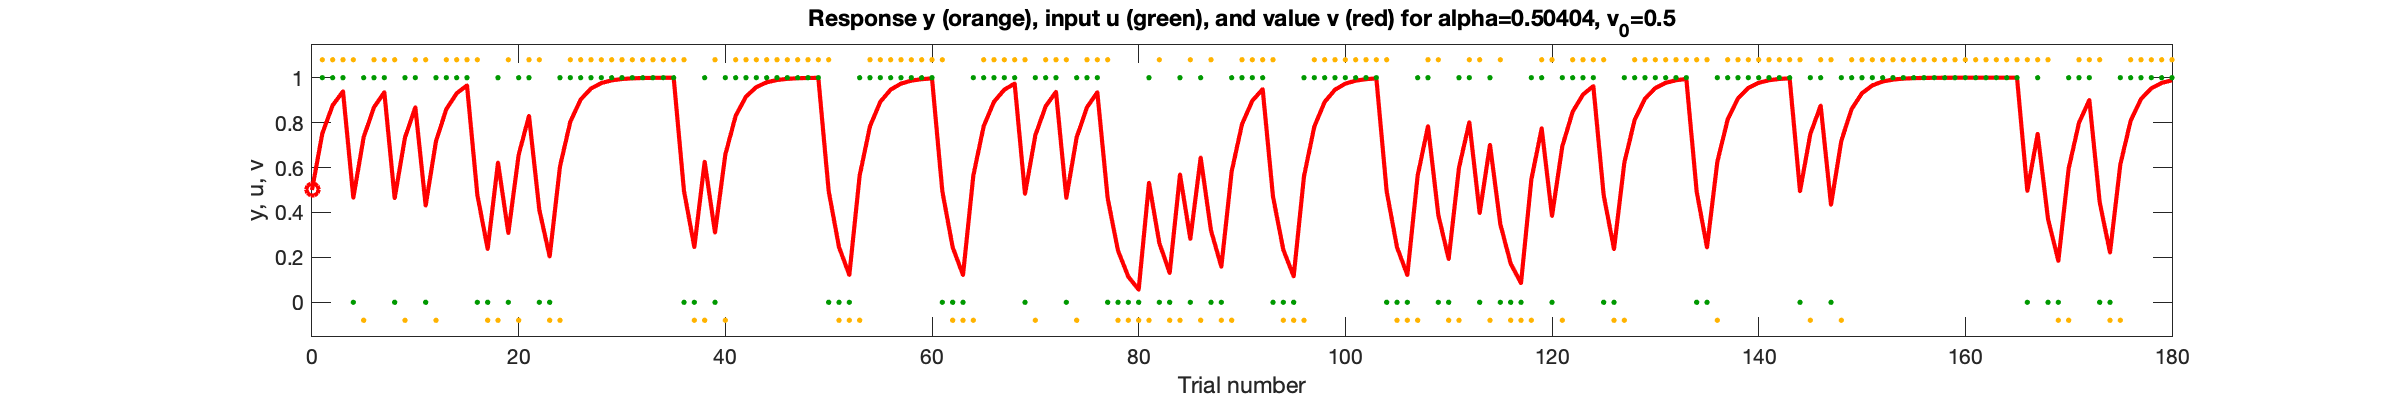 Response y (orange), input u (green), and value v (red) for alpha=0.50404, v0=0.5
1
0.8
0.6
0.4
0.2
0
y, u, v
0 20 40 60 80 100 120 140 160 180
Trial number